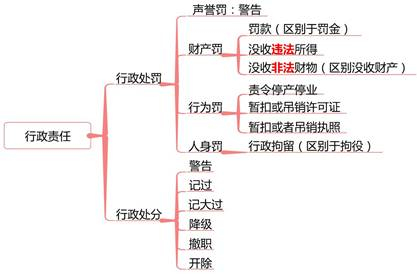 声誉罚：警告
罚款（区别于罚金）
财产罚
没收违法所得
没收非法财物（区别没收财产）
行政处罚
责令停产停业
行为罚
暂扣或吊销许可证
暂扣或者吊销执照
行政责任
人身罚
行政拘留（区别于拘役）
警告
记过
记大过
行政处分
降级
撤职
开除